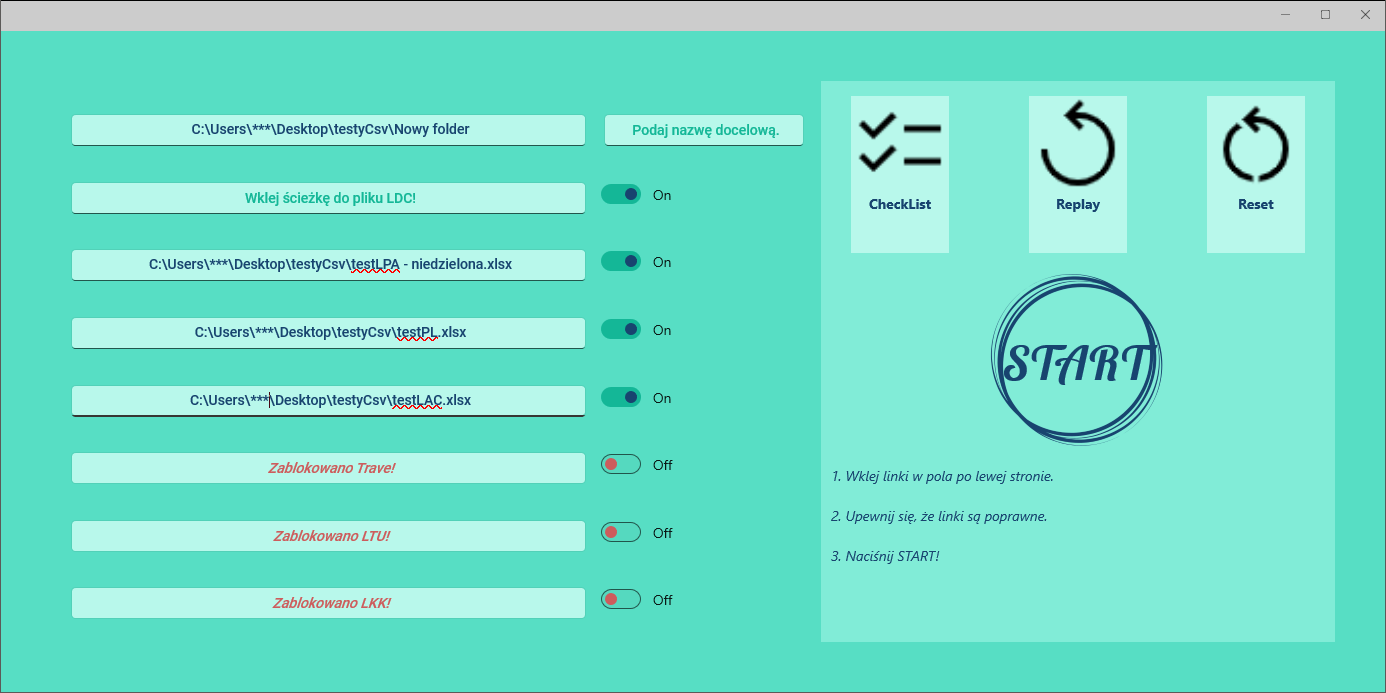 C:\Users\***\Desktop\testyCsv\Nowy folder
Podaj nazwę docelową.
Wklej ścieżkę do pliku LDC!
On
C:\Users\***\Desktop\testyCsv\testLPA - niedzielona.xlsx
On
C:\Users\***\Desktop\testyCsv\testPL.xlsx
On
C:\Users\***\Desktop\testyCsv\testLAC.xlsx
On
Zablokowano Trave!
Off
Zablokowano LTU!
Off
Zablokowano LKK!
Off
CheckList
Replay
Reset
START
1. Wklej linki w pola po lewej stronie.
2. Upewnij się, że linki są poprawne.
3. Naciśnij START!